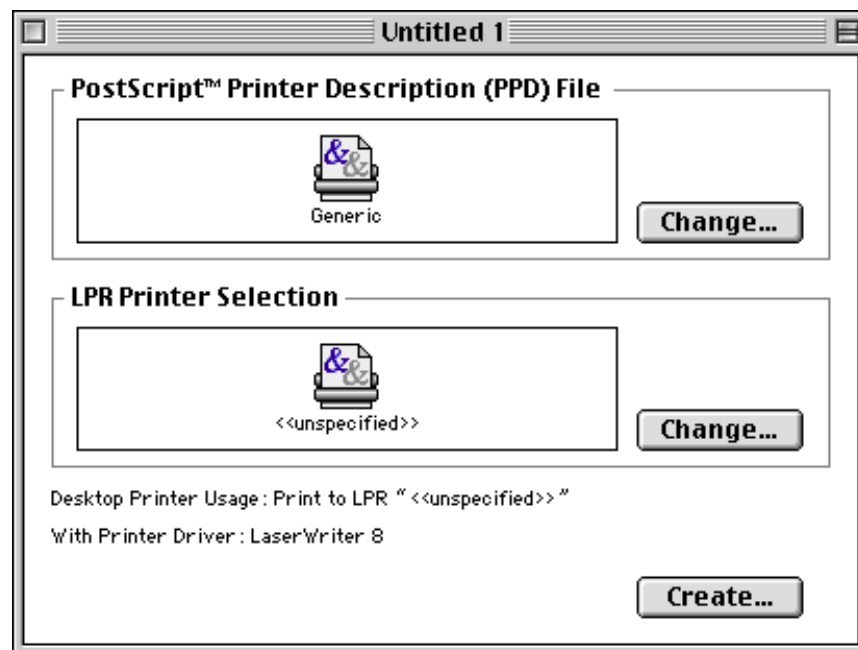 Untitled 1
PostScript™ Printer Description (PPD) File
Generic
Change...
LPR Printer Selection
<<unspecified>>
Change...
Desktop Printer Usage: Print to LPR "<<unspecified>>"
With Printer Driver: LaserWriter 8
Create...